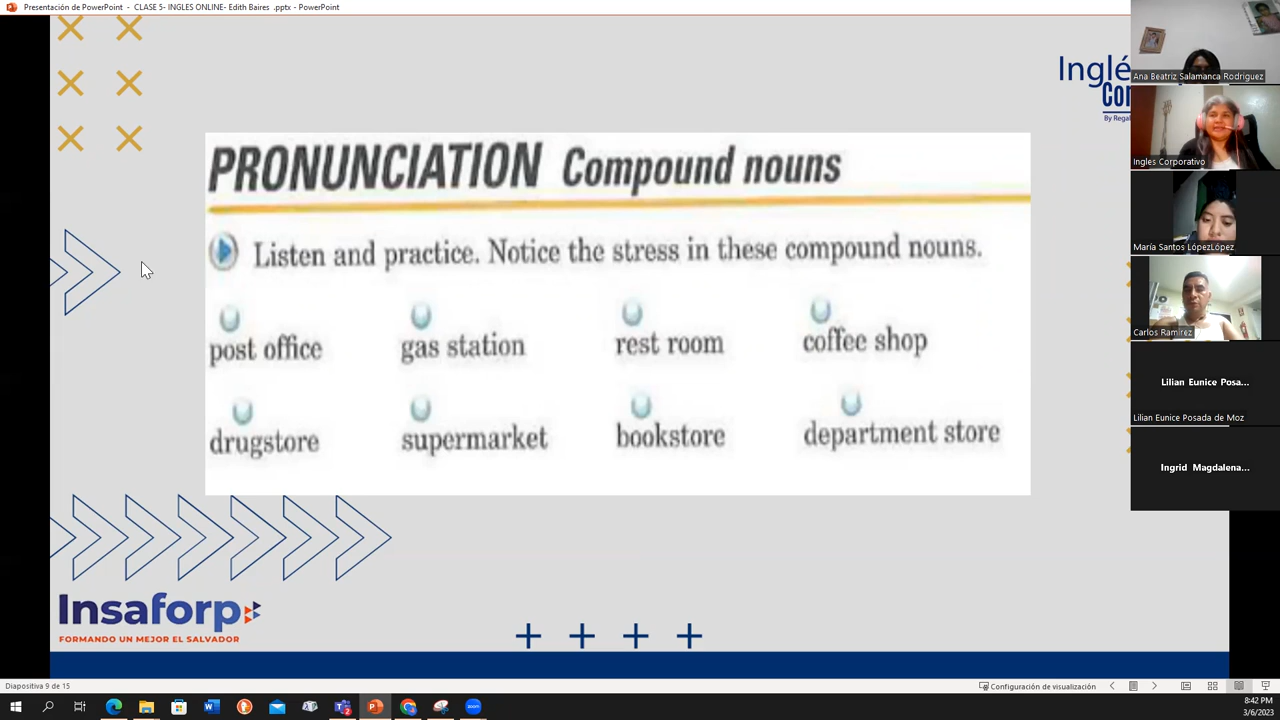 Presentación de PowerPoint - CLASE 5- INGLES ONLINE- Edith Baires .pptx - PowerPoint
Ana Beatriz Salamanca Rodriguez
Inglé
Cor
By Regal
PRONUNCIATION Compound nouns
Ingles Corporativo
Listen and practice. Notice the stress in these compound nouns.
María Santos LópezLópez
post office gas station rest room coffee shop
Carlos Ramirez
drugstore supermarket bookstore department store
Lilian Eunice Posa...
Lilian Eunice Posada de Moz
Ingrid Magdalena...
Insaforp
FORMANDO UN MEJOR EL SALVADOR
Diapositiva 9 de 15
Configuración de visualización
8:42 PM
3/6/2023